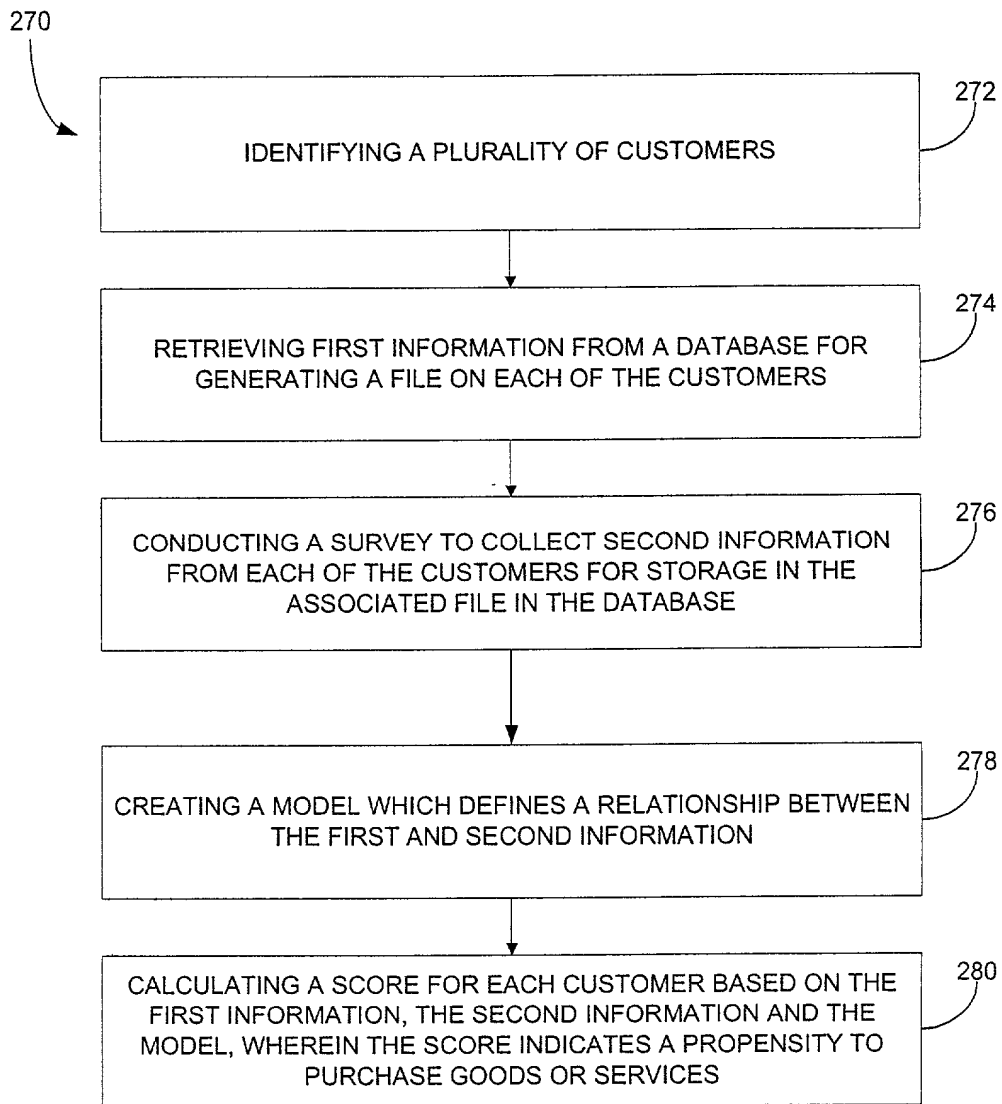 270
272
IDENTIFYING A PLURALITY OF CUSTOMERS
274
RETRIEVING FIRST INFORMATION FROM A DATABASE FOR
GENERATING A FILE ON EACH OF THE CUSTOMERS
276
CONDUCTING A SURVEY TO COLLECT SECOND INFORMATION
FROM EACH OF THE CUSTOMERS FOR STORAGE IN THE
ASSOCIATED FILE IN THE DATABASE
278
CREATING A MODEL WHICH DEFINES A RELATIONSHIP BETWEEN
THE FIRST AND SECOND INFORMATION
280
CALCULATING A SCORE FOR EACH CUSTOMER BASED ON THE
FIRST INFORMATION, THE SECOND INFORMATION AND THE
MODEL, WHEREIN THE SCORE INDICATES A PROPENSITY TO
PURCHASE GOODS OR SERVICES